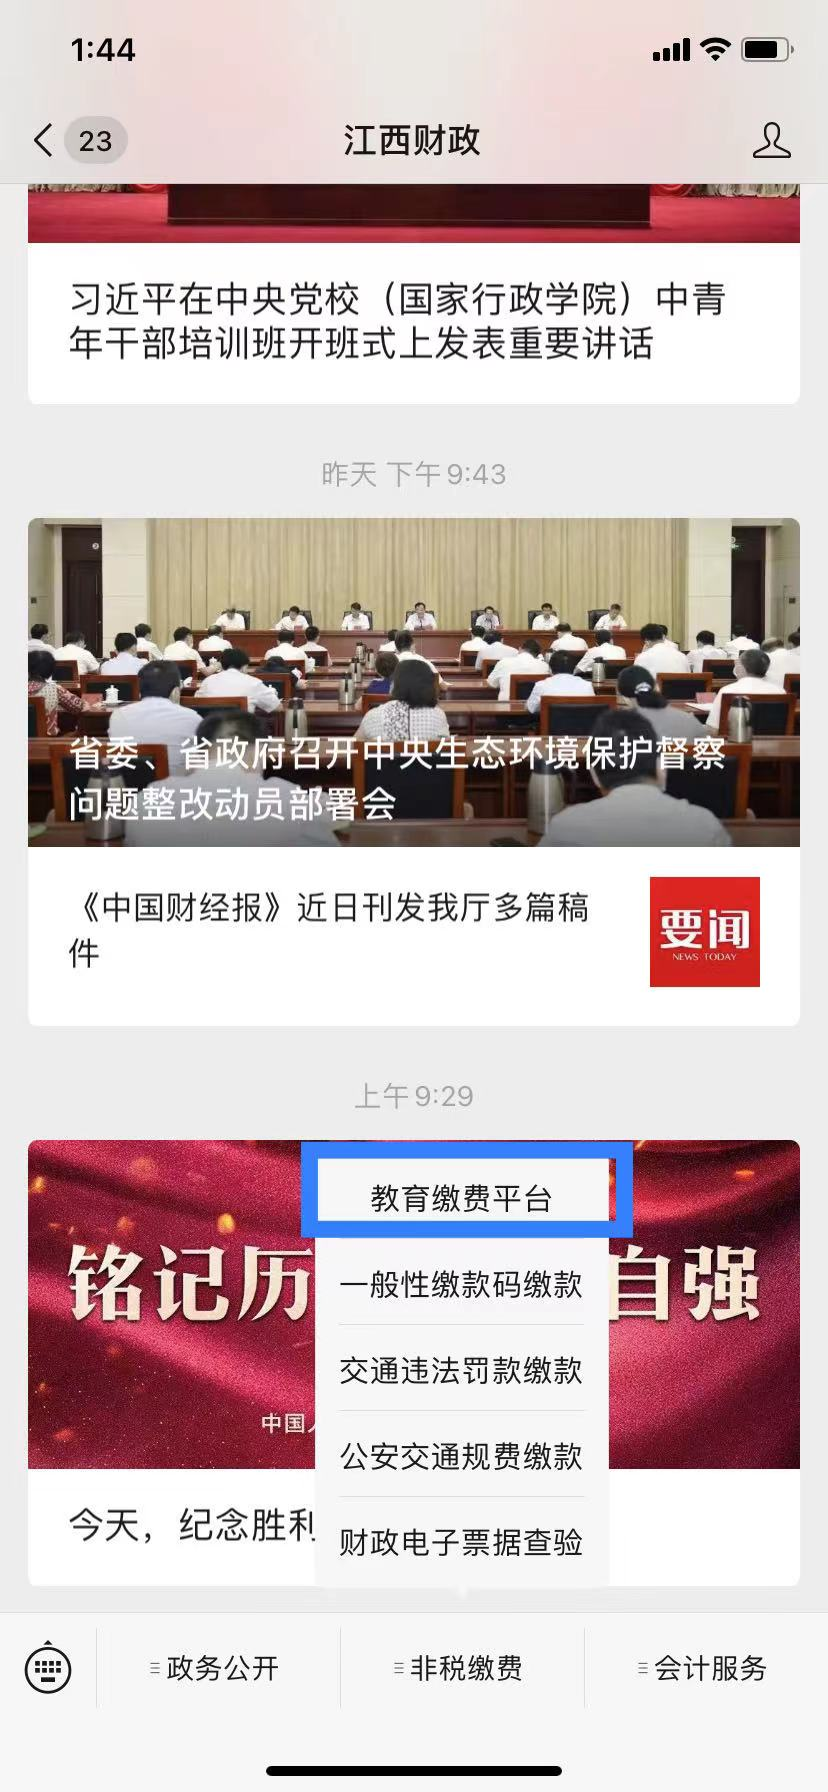 1:44
23
江西财政
习近平在中央党校（国家行政学院）中青
年干部培训班开班式上发表重要讲话
昨天 下午9:43
省委、省政府召开中央生态环境保护督察
问题整改动员部署会
《中国财经报》近日刊发我厅多篇稿
件
要闻
NEWS TODAY
上午9:29
铭记历
自强
中国
今天，纪念胜利
教育缴费平台
一般性缴款码缴款
交通违法罚款缴款
公安交通规费缴款
财政电子票据查验
政务公开
非税缴费
会计服务